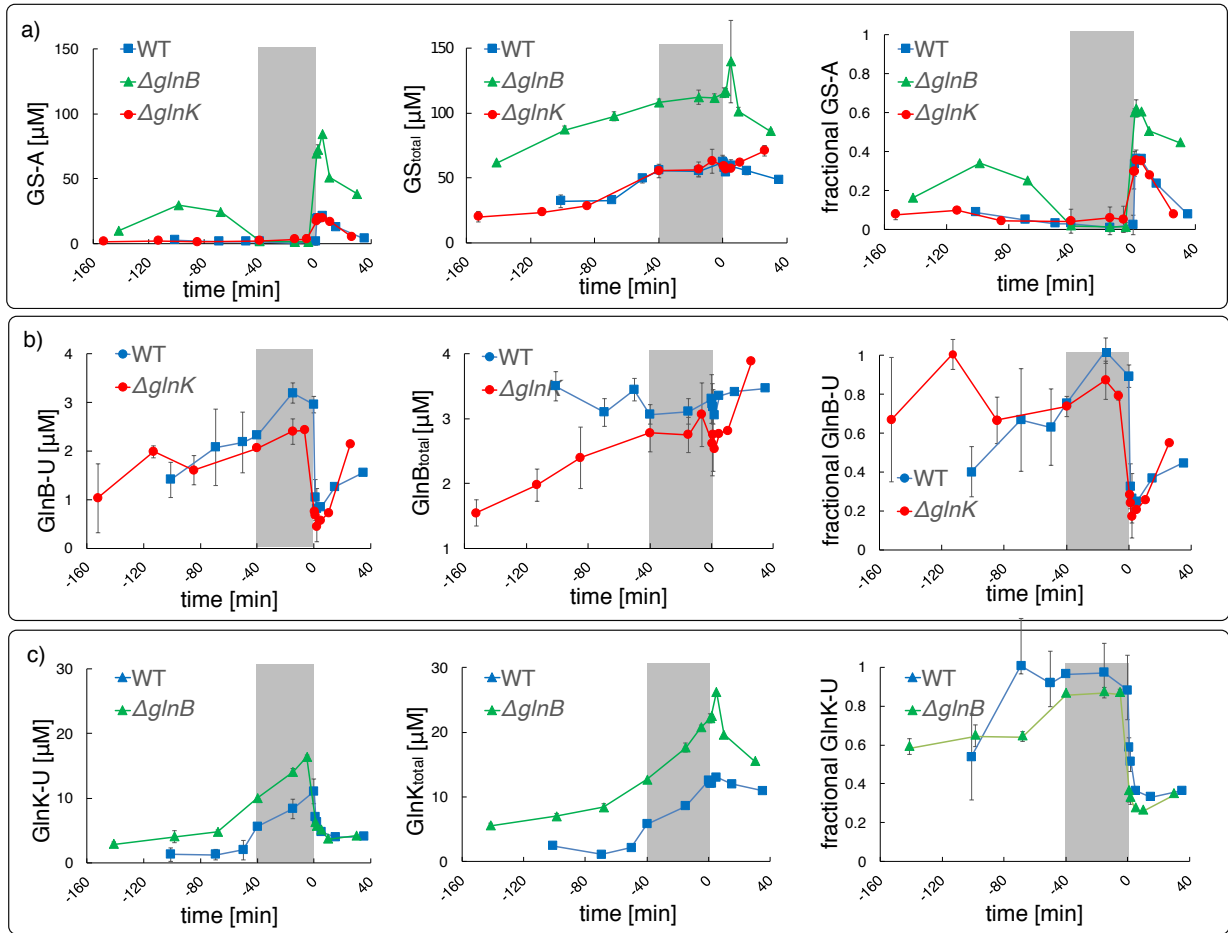 a)
GS-A [µM]
150
100
50
0
WT
ΔglnB
ΔglnK
-160
-120
-80
-40
0
40
time [min]
GStotal [µM]
150
100
50
0
WT
ΔglnB
ΔglnK
-160
-120
-80
-40
0
40
time [min]
fractional GS-A
1
0.8
0.6
0.4
0.2
0
WT
ΔglnB
ΔglnK
-160
-120
-80
-40
0
40
time [min]
b)
GlnB-U [µM]
4
3
2
1
0
WT
ΔglnK
-160
-120
-80
-40
0
40
time [min]
GlnBtotal [µM]
4
3
2
1
WT
ΔglnK
-160
-120
-80
-40
0
40
time [min]
fractional GlnB-U
1
0.8
0.6
0.4
0.2
0
WT
ΔglnK
-160
-120
-80
-40
0
40
time [min]
c)
GlnK-U [µM]
30
20
10
0
WT
ΔglnB
-160
-120
-80
-40
0
40
time [min]
GlnKtotal [µM]
30
20
10
0
WT
ΔglnB
-160
-120
-80
-40
0
40
time [min]
fractional GlnK-U
1
0.8
0.6
0.4
0.2
0
WT
ΔglnB
-160
-120
-80
-40
0
40
time [min]